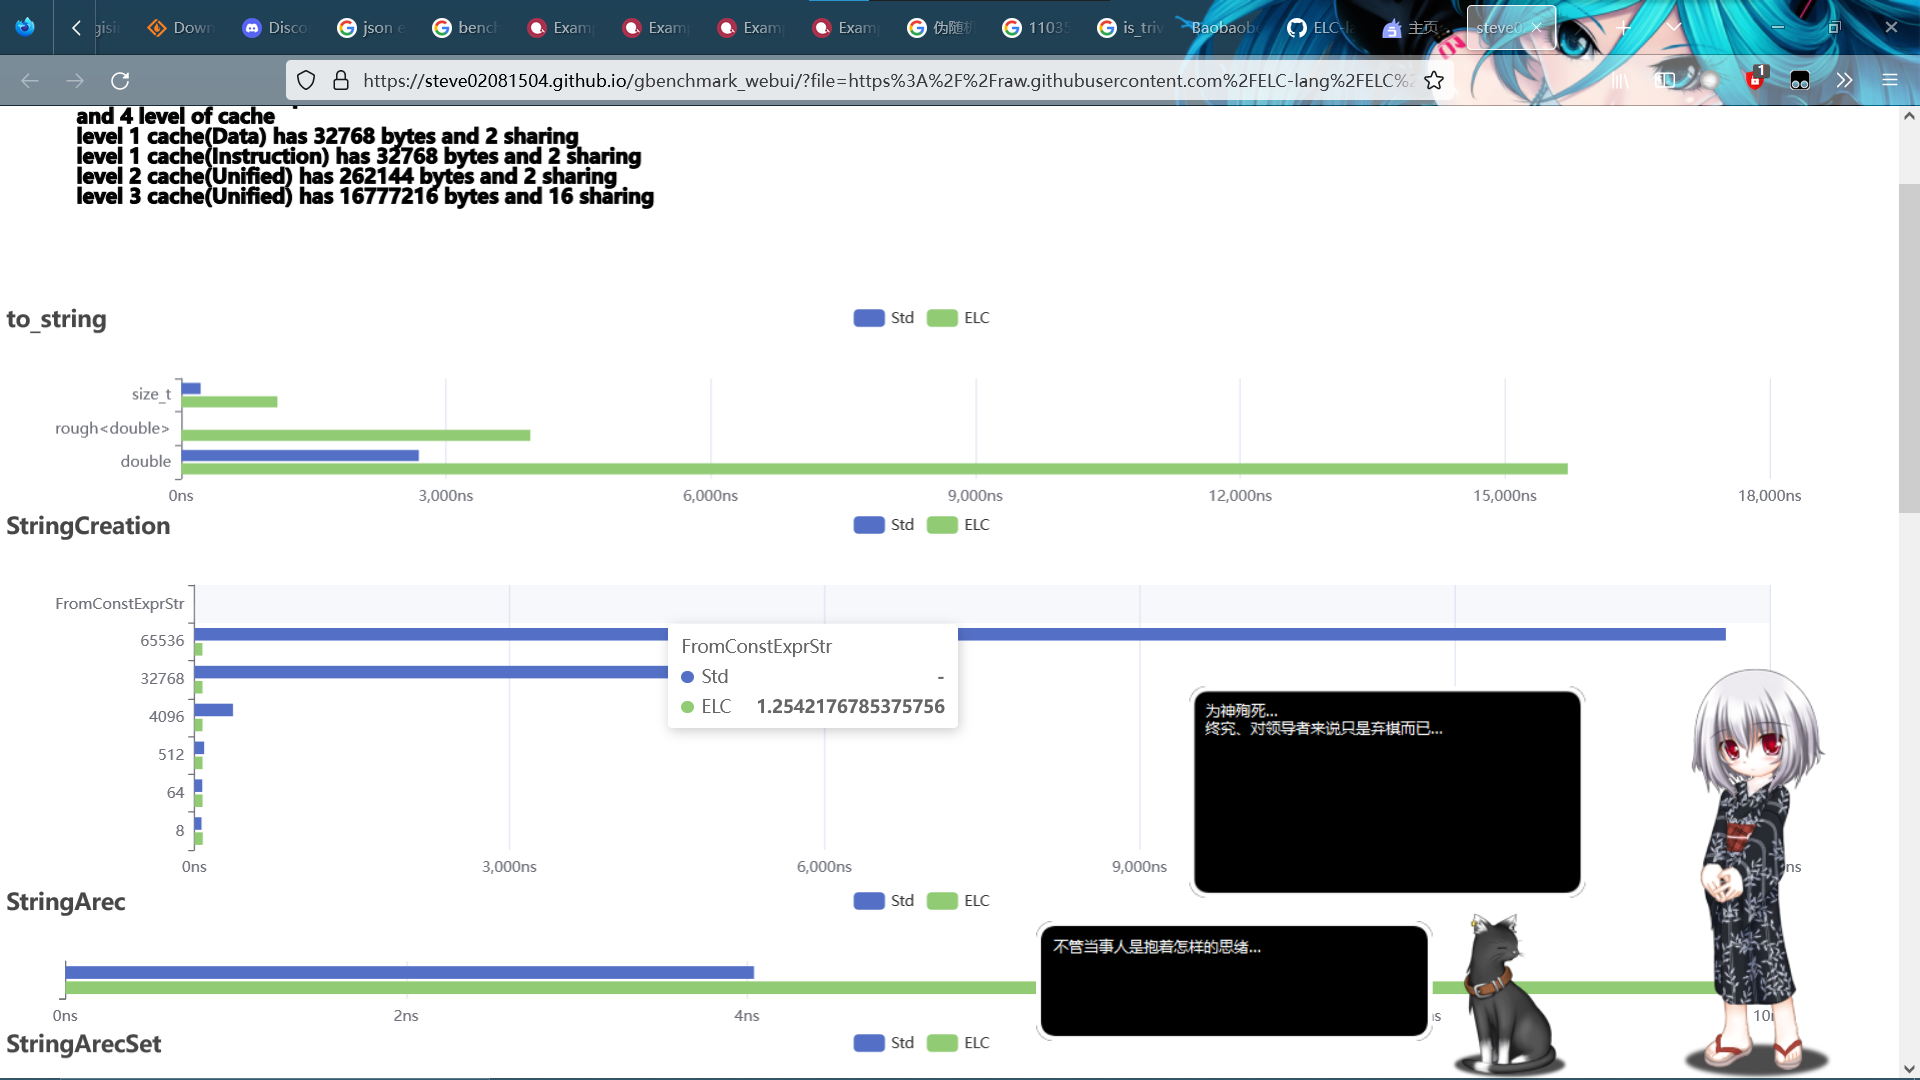 Down
Disco
json e
bench
Exam
Exam
Exam
Exam
伪随机
1103
is_triv
Baobaobe
ELC-la
主页
steve0
https://steve02081504.github.io/gbenchmark_webui/?file=https%3A%2F%2Fraw.githubusercontent.com%2FELC-lang%2FELC%2
1
and 4 level of cache
level 1 cache(Data) has 32768 bytes and 2 sharing
level 1 cache(Instruction) has 32768 bytes and 2 sharing
level 2 cache(Unified) has 262144 bytes and 2 sharing
level 3 cache(Unified) has 16777216 bytes and 16 sharing
to_string
Std ELC
size_t
rough<double>
double
0ns 3,000ns 6,000ns 9,000ns 12,000ns 15,000ns 18,000ns
StringCreation
Std ELC
FromConstExprStr
65536
32768
4096
512
64
8
0ns 3,000ns 6,000ns 9,000ns ns
FromConstExprStr
Std -
ELC 1.2542176785375756
为神殉死...
终究、对领导者来说只是弃棋而已...
StringArec
Std ELC
不管当事人是抱着怎样的思绪...
0ns 2ns 4ns
StringArecSet
Std ELC